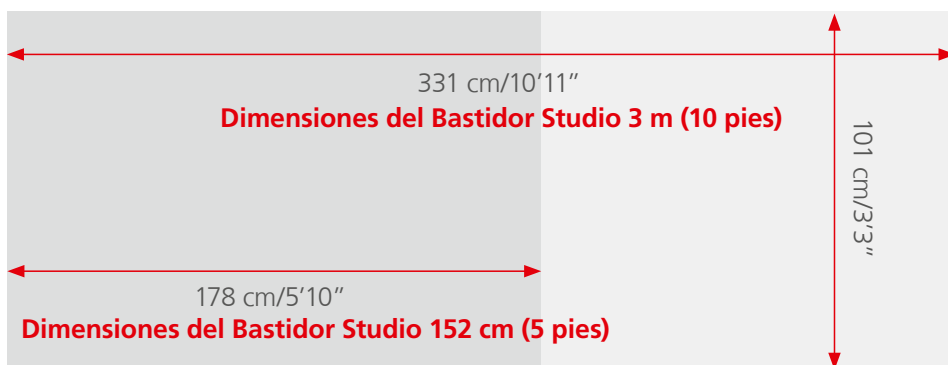 331 cm/10’11”
Dimensiones del Bastidor Studio 3 m (10 pies)
101 cm/3’3”
178 cm/5’10”
Dimensiones del Bastidor Studio 152 cm (5 pies)